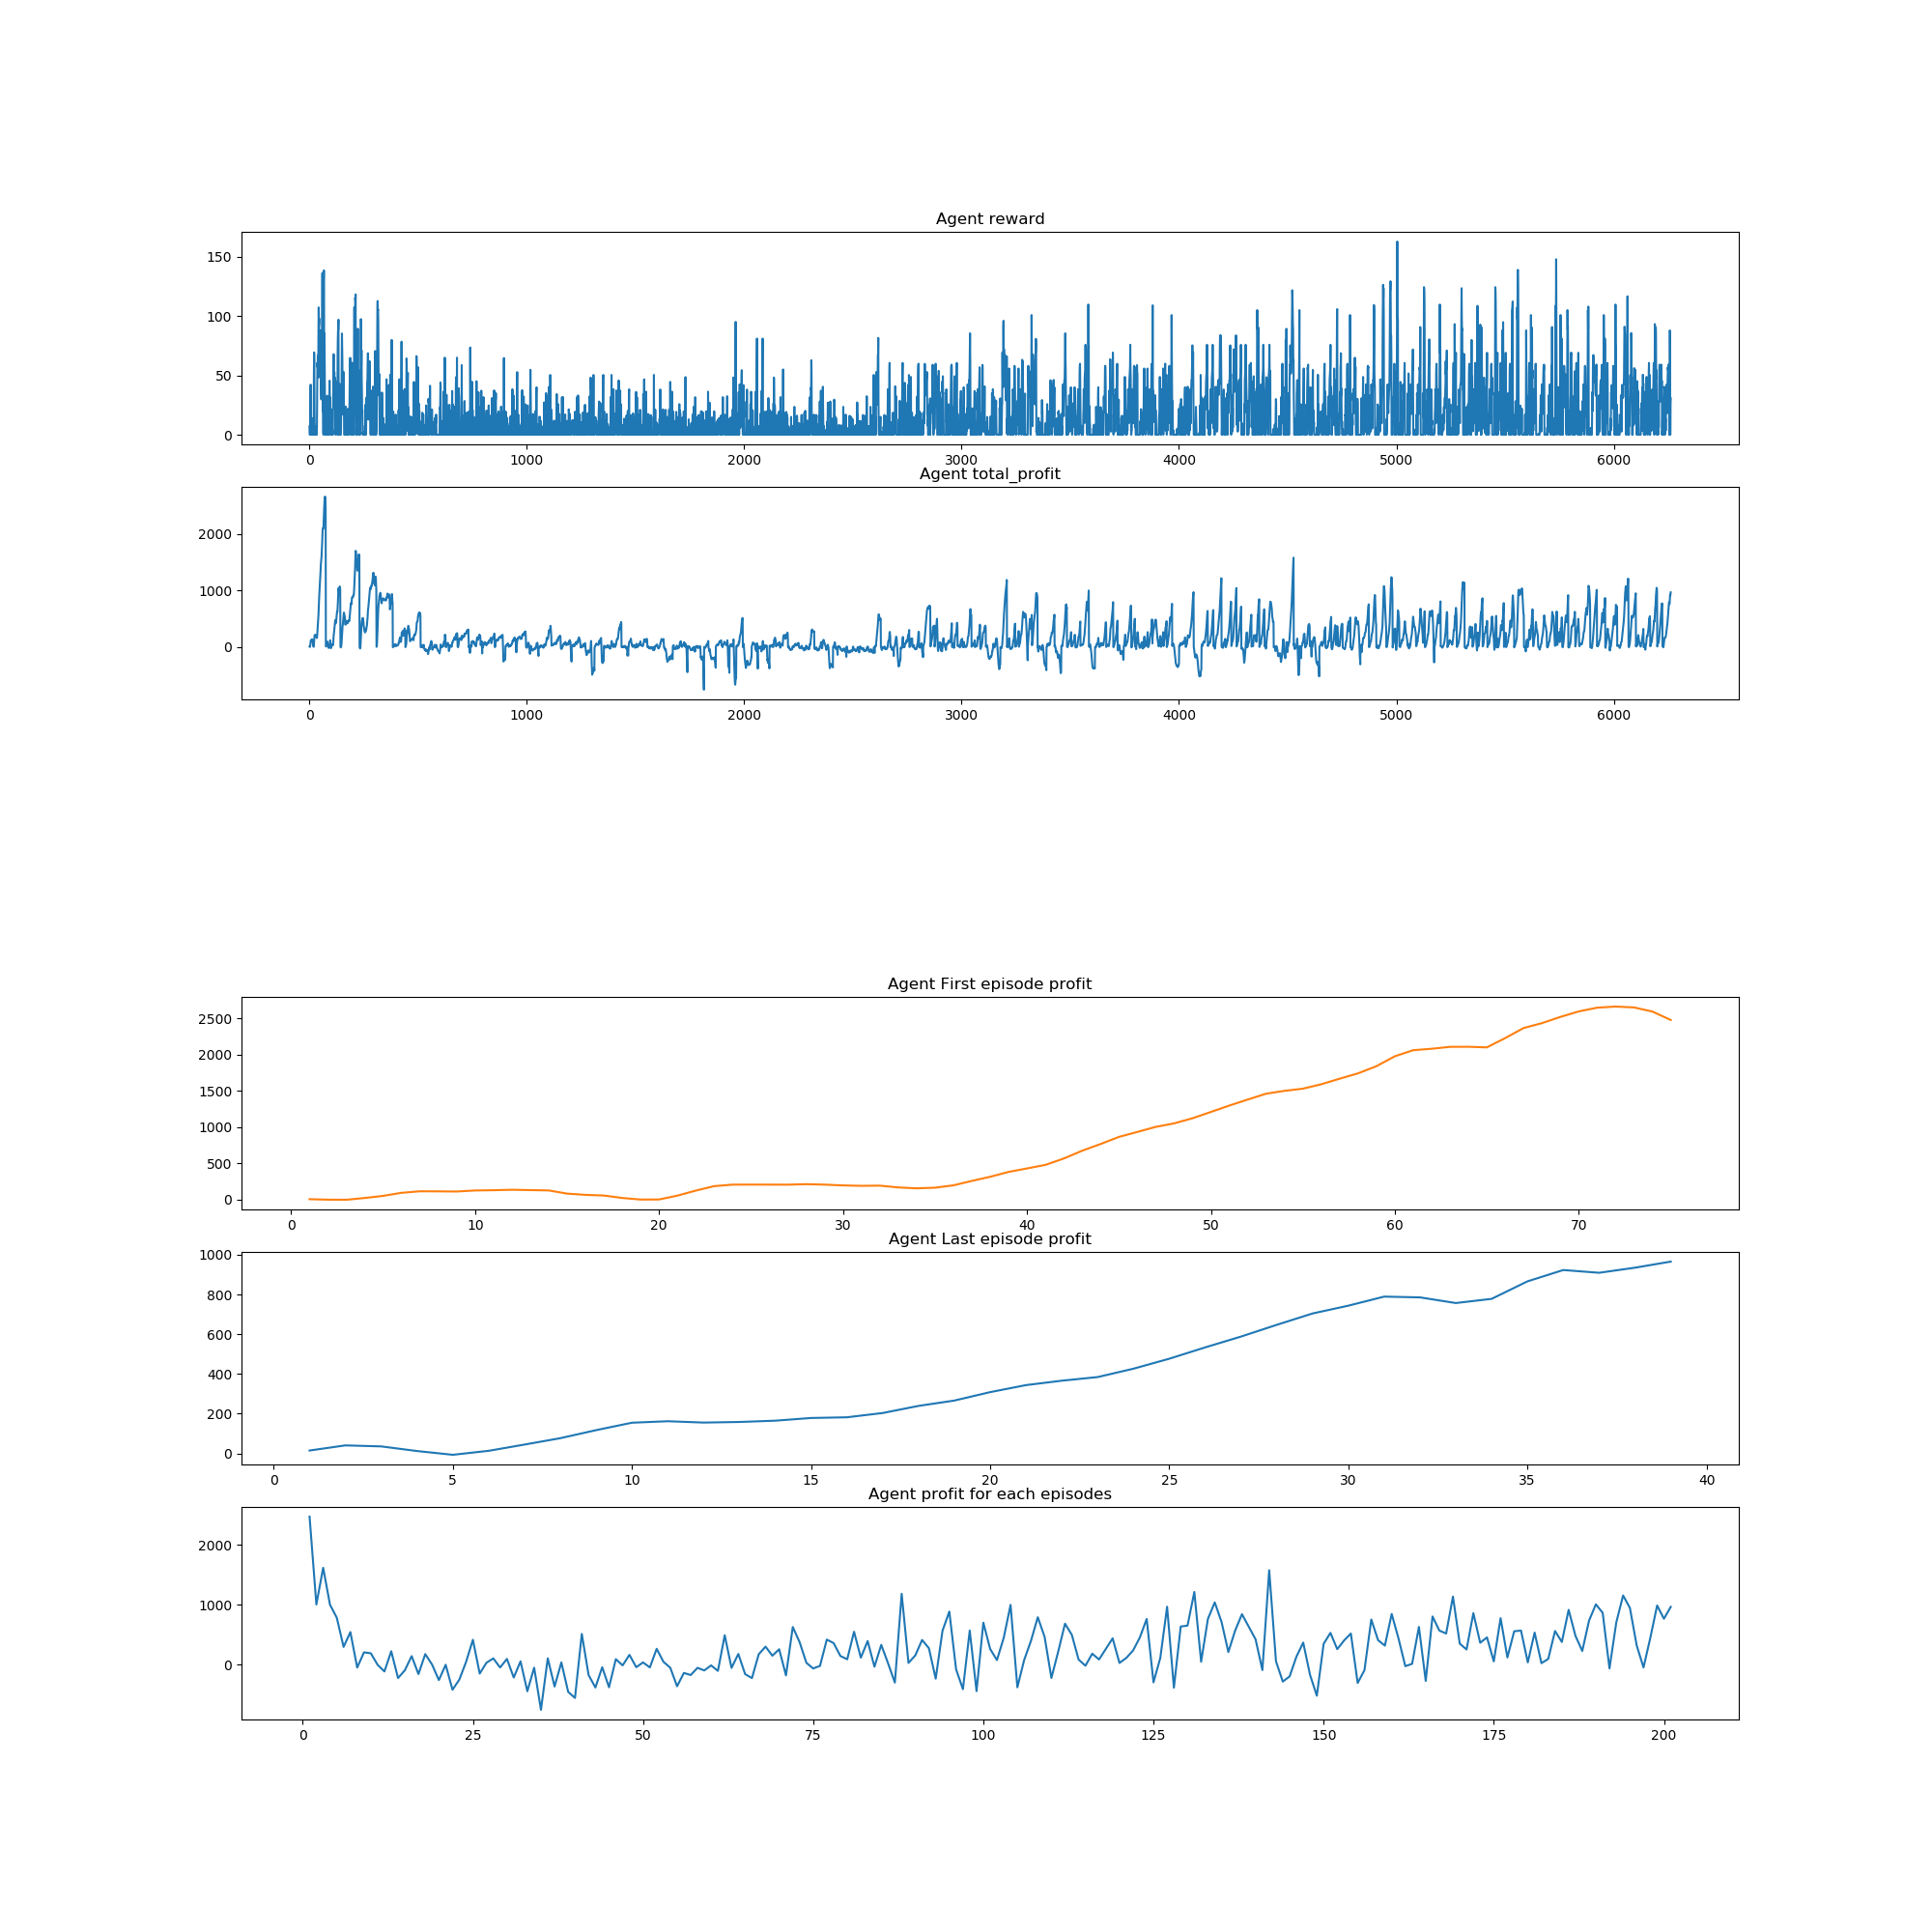 Agent reward
150
100
50
0
0 1000 2000 3000 4000 5000 6000
Agent total_profit
2000
1000
0
0 1000 2000 3000 4000 5000 6000
Agent First episode profit
2500
2000
1500
1000
500
0
0 10 20 30 40 50 60 70
Agent Last episode profit
1000
800
600
400
200
0
0 5 10 15 20 25 30 35 40
Agent profit for each episodes
2000
1000
0
0 25 50 75 100 125 150 175 200